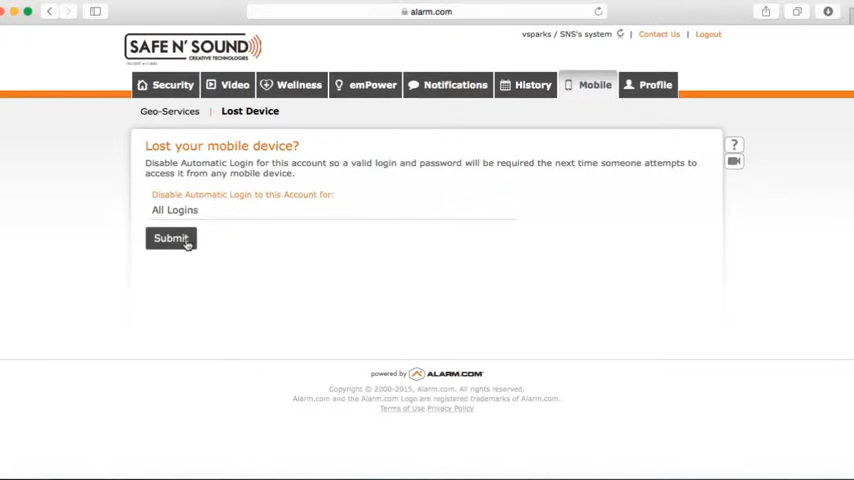 alarm.com
vsparks / SNS's system | Contact Us | Logout
SAFE N' SOUND
CREATIVE TECHNOLOGIES
Security Video Wellness emPower Notifications History Mobile Profile
Geo-Services | Lost Device
Lost your mobile device?
?
Disable Automatic Login for this account so a valid login and password will be required the next time someone attempts to
access it from any mobile device.
Disable Automatic Login to this Account for:
All Logins
Submit
powered by ALARM.COM
Copyright © 2000-2015, Alarm.com. All rights reserved.
Alarm.com and the Alarm.com Logo are registered trademarks of Alarm.com.
Terms of Use Privacy Policy